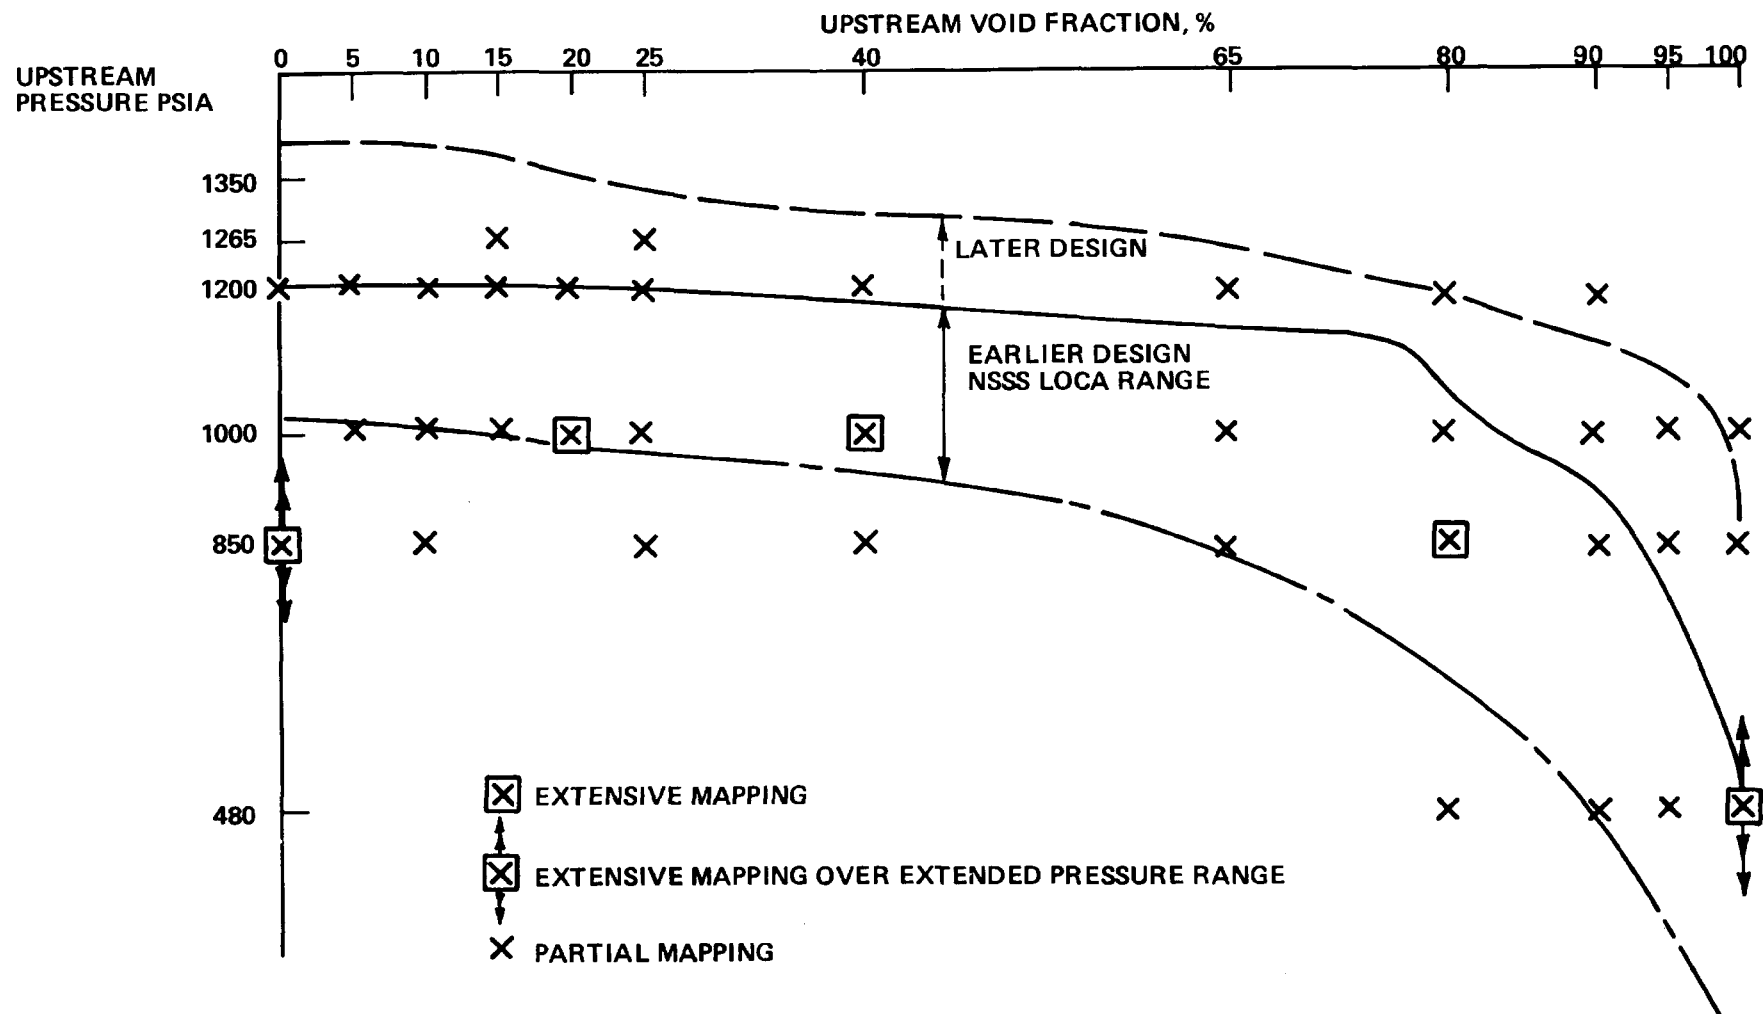 UPSTREAM VOID FRACTION, %
0 5 10 15 20 25 40 65 80 90 95 100
UPSTREAM
PRESSURE PSIA
1350
1265
LATER DESIGN
1200
EARLIER DESIGN
NSSS LOCA RANGE
1000
850
EXTENSIVE MAPPING
480
EXTENSIVE MAPPING OVER EXTENDED PRESSURE RANGE
PARTIAL MAPPING